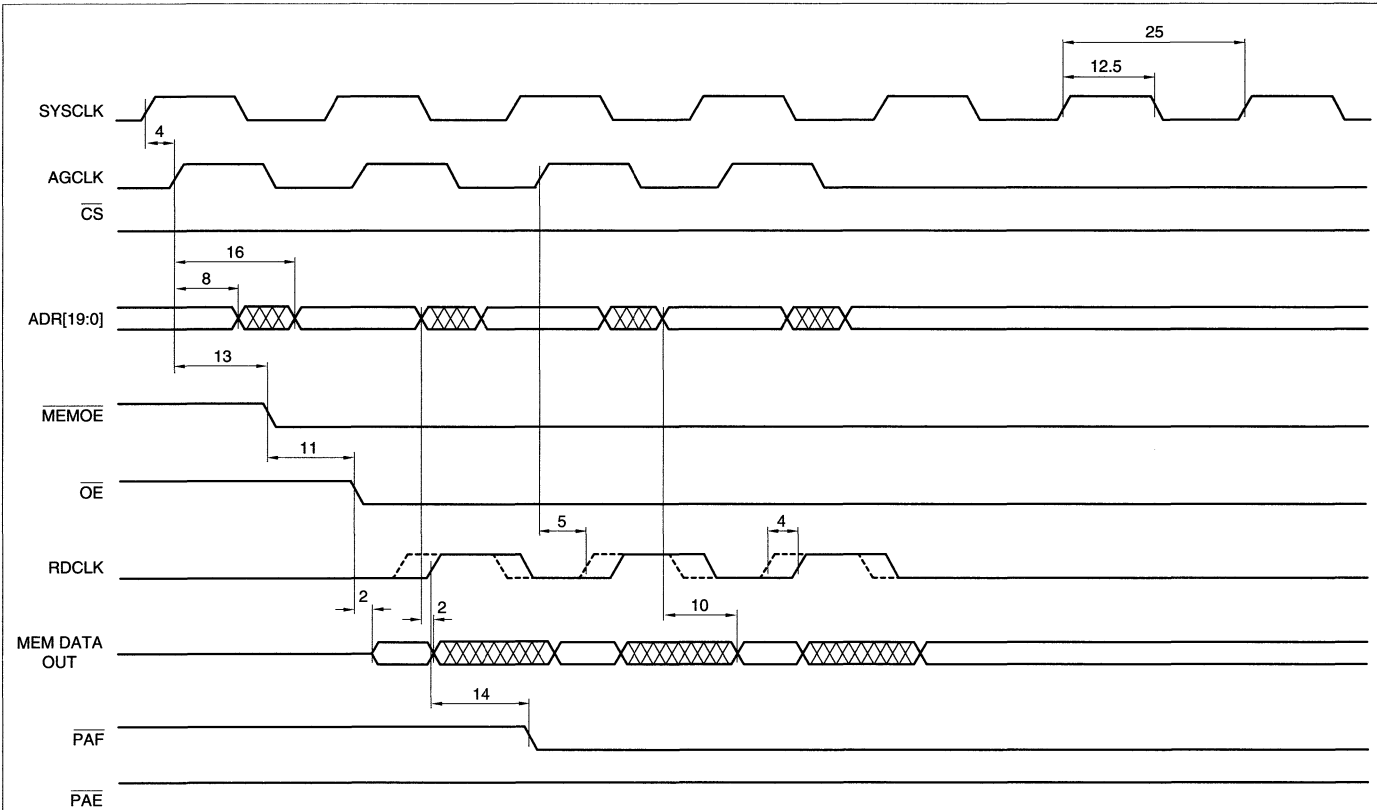 25
12.5
SYSCLK
4
AGCLK
CS
16
8
ADR[19:0]
13
MEMOE
11
OE
5
4
RDCLK
2
2
10
MEM DATA
OUT
14
PAF
PAE